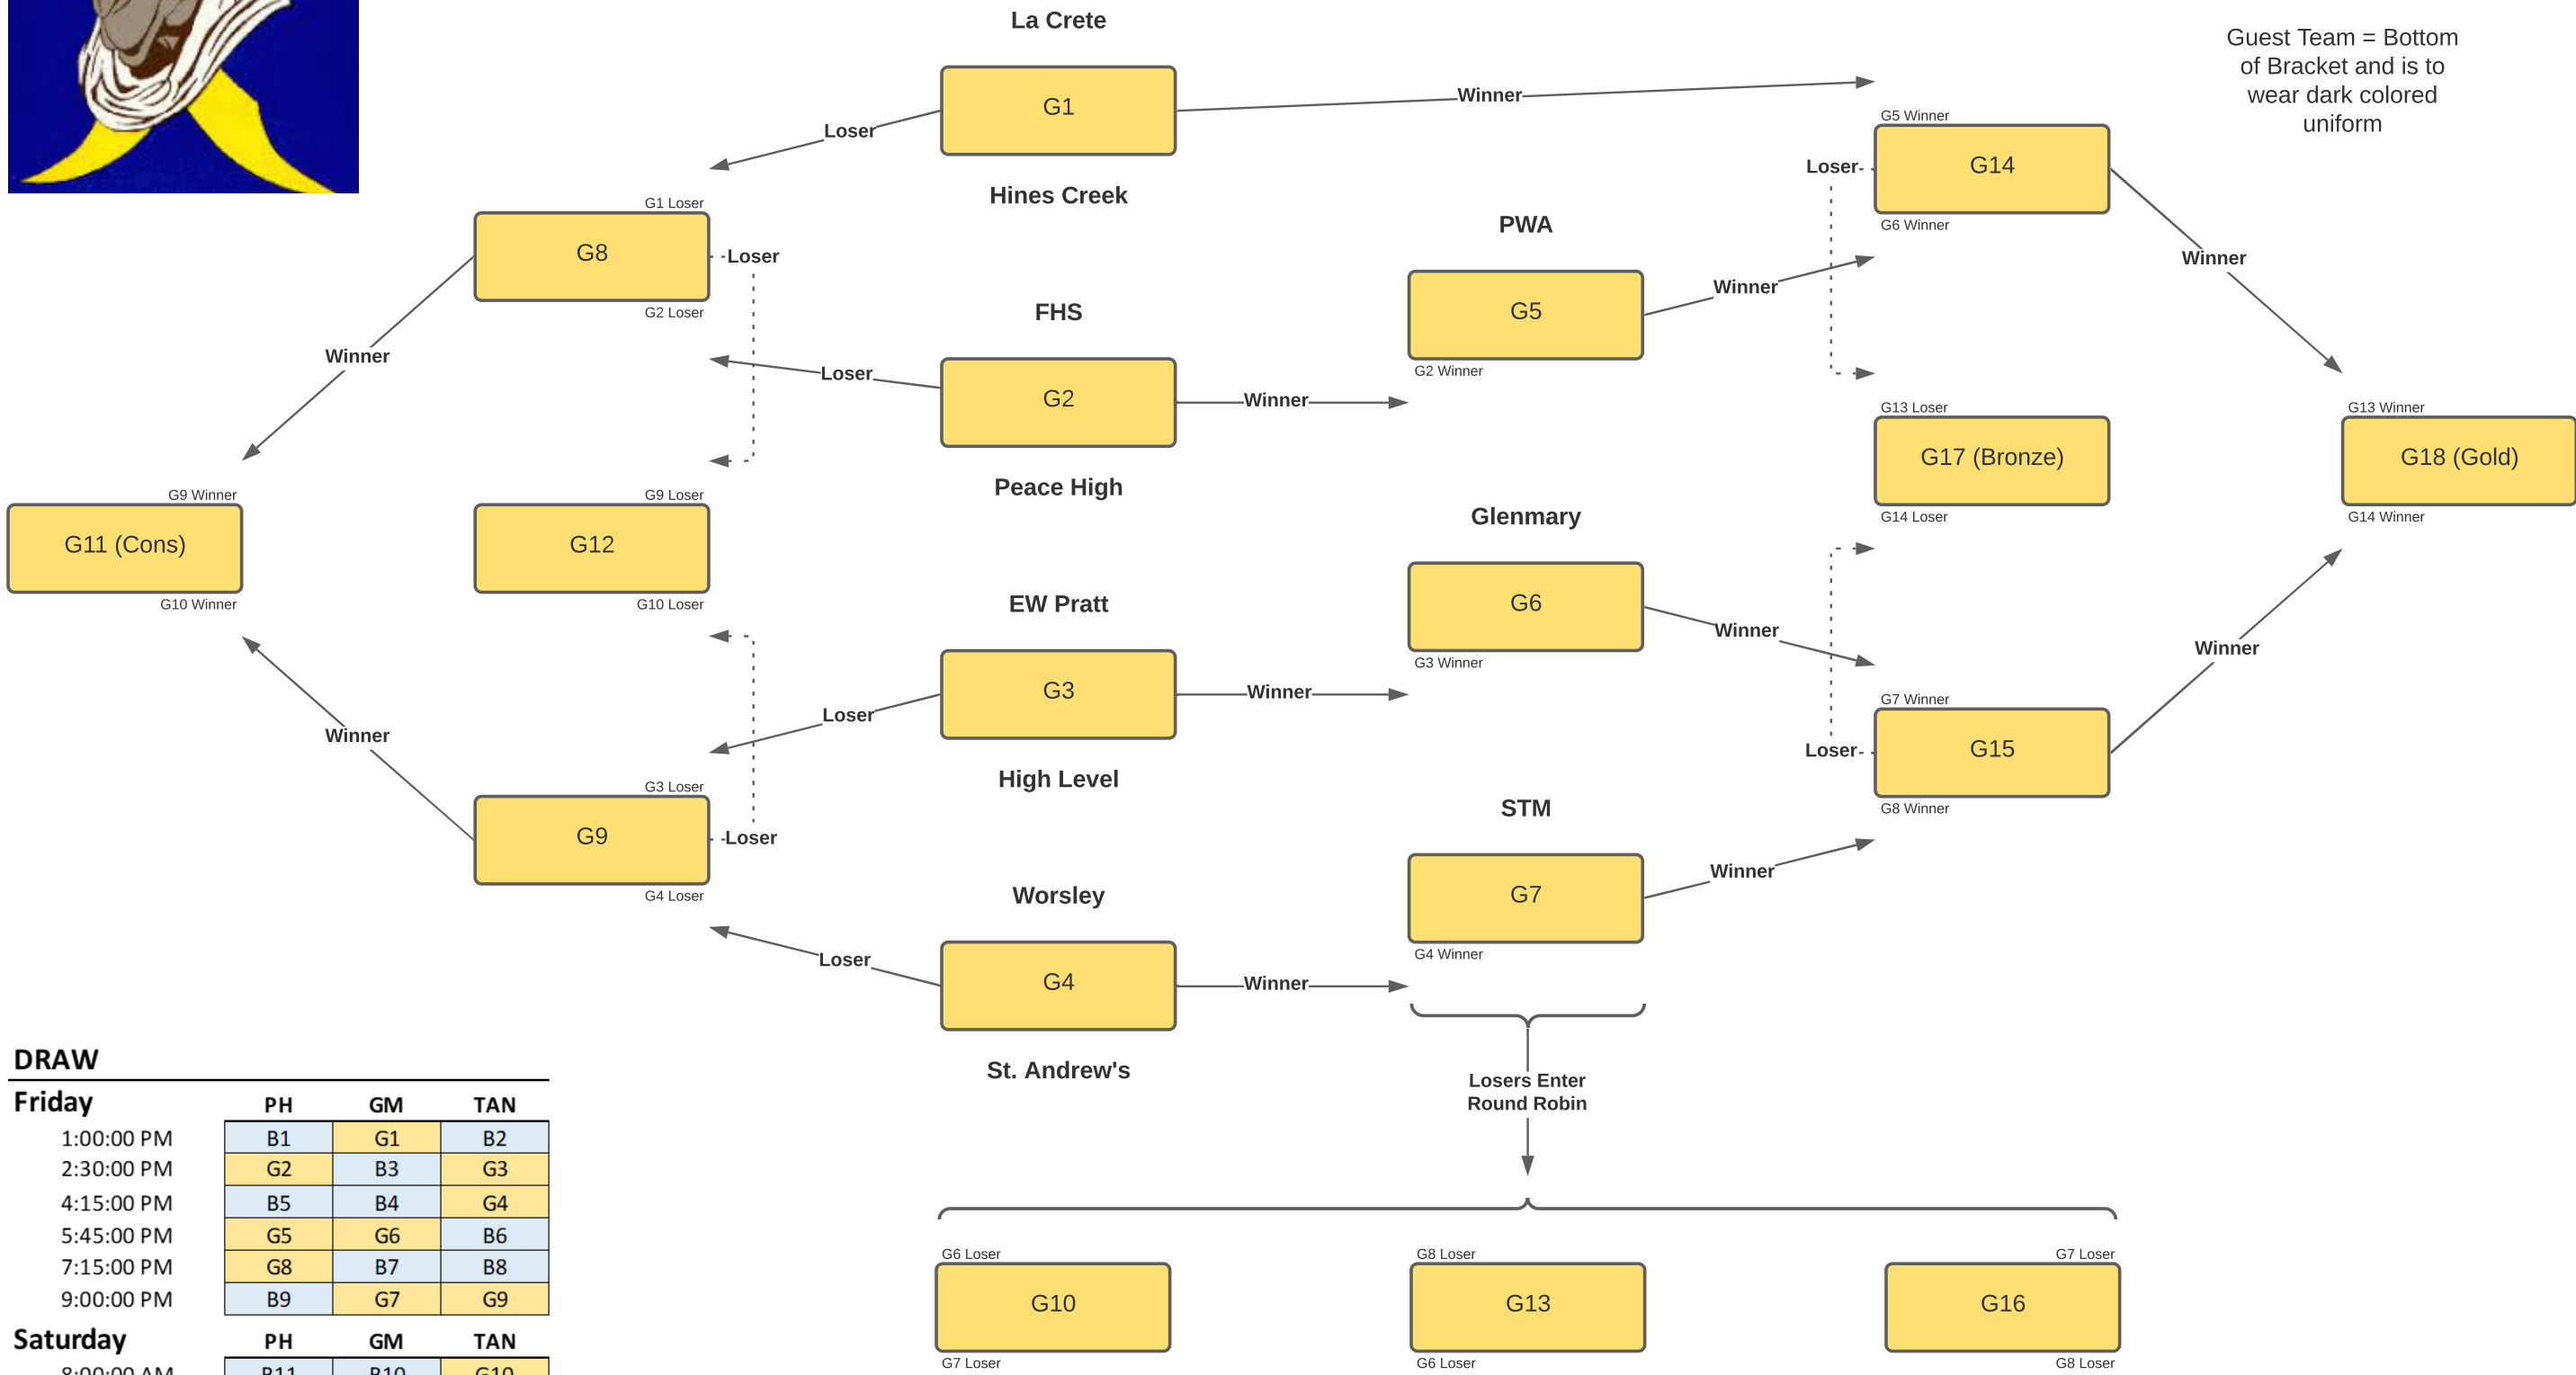 La Crete
Guest Team = Bottom
of Bracket and is to
wear dark colored
uniform
G1
Winner
Loser
G5 Winner
G14
Loser
G6 Winner
Hines Creek
G1 Loser
G8
Loser
G2 Loser
PWA
Winner
G5
Winner
G2 Winner
FHS
Winner
Loser
G2
Winner
Peace High
G13 Loser
G17 (Bronze)
G14 Loser
G13 Winner
G18 (Gold)
G14 Winner
G9 Winner
G11 (Cons)
G10 Winner
G9 Loser
G12
G10 Loser
Glenmary
G6
Winner
G3 Winner
EW Pratt
G3
Winner
Loser
High Level
Winner
G7 Winner
G15
Loser
G8 Winner
Winner
G3 Loser
G9
Loser
G4 Loser
STM
G7
Winner
G4 Winner
Worsley
Loser
G4
Winner
St. Andrew's
Losers Enter
Round Robin
G6 Loser
G10
G7 Loser
G8 Loser
G13
G6 Loser
G7 Loser
G16
G8 Loser
DRAW
Friday PH GM TAN
1:00:00 PM B1 G1 B2
2:30:00 PM G2 B3 G3
4:15:00 PM B5 B4 G4
5:45:00 PM G5 G6 B6
7:15:00 PM G8 B7 B8
9:00:00 PM B9 G7 G9
Saturday PH GM TAN
8:00:00 AM B11 B10 G10